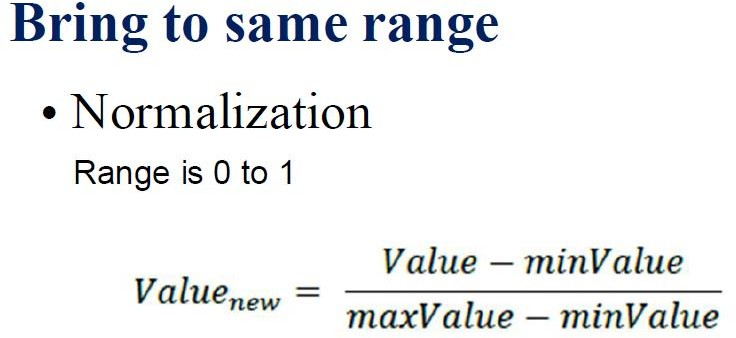 Bring to same range
• Normalization
Range is 0 to 1
Value_new = (Value − minValue) / (maxValue − minValue)